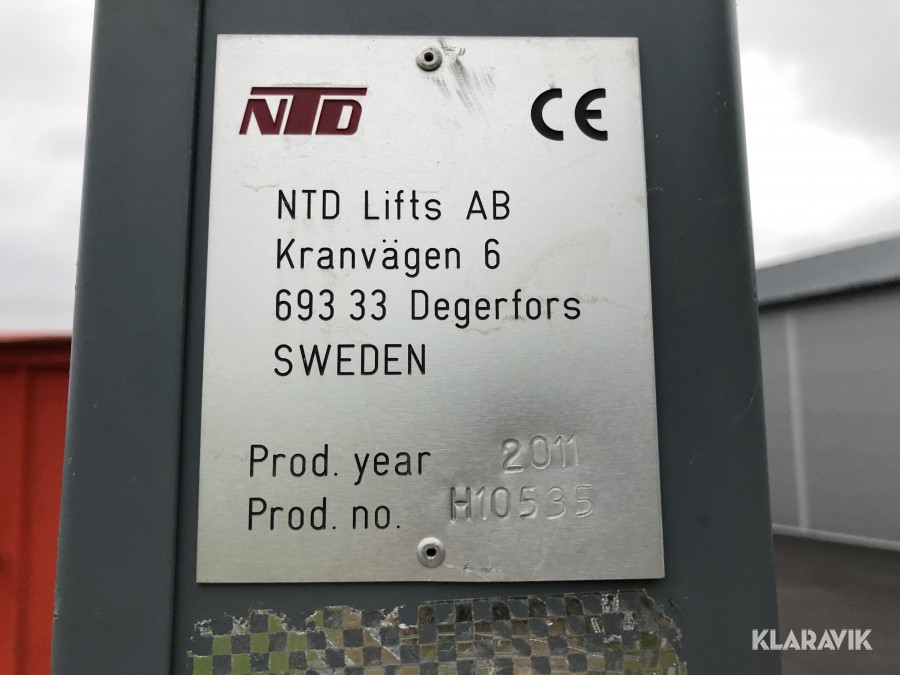 NTD CE
NTD Lifts AB
Kranvägen 6
693 33 Degerfors
SWEDEN
Prod. year 2011
Prod. no. H10535
KLARAVIK